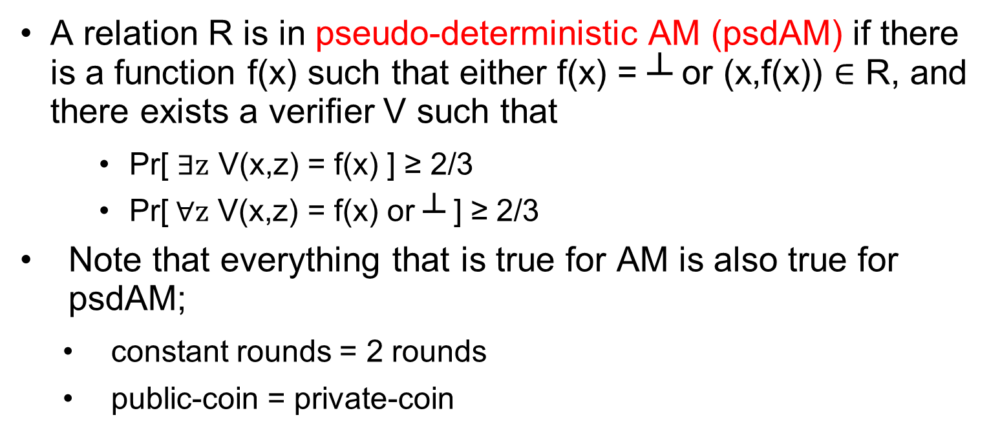 • A relation R is in pseudo-deterministic AM (psdAM) if there
is a function f(x) such that either f(x) = ┴ or (x,f(x)) ∈ R, and
there exists a verifier V such that
• Pr[ ∃z V(x,z) = f(x) ] ≥ 2/3
• Pr[ ∀z V(x,z) = f(x) or ┴ ] ≥ 2/3
• Note that everything that is true for AM is also true for
psdAM;
• constant rounds = 2 rounds
• public-coin = private-coin